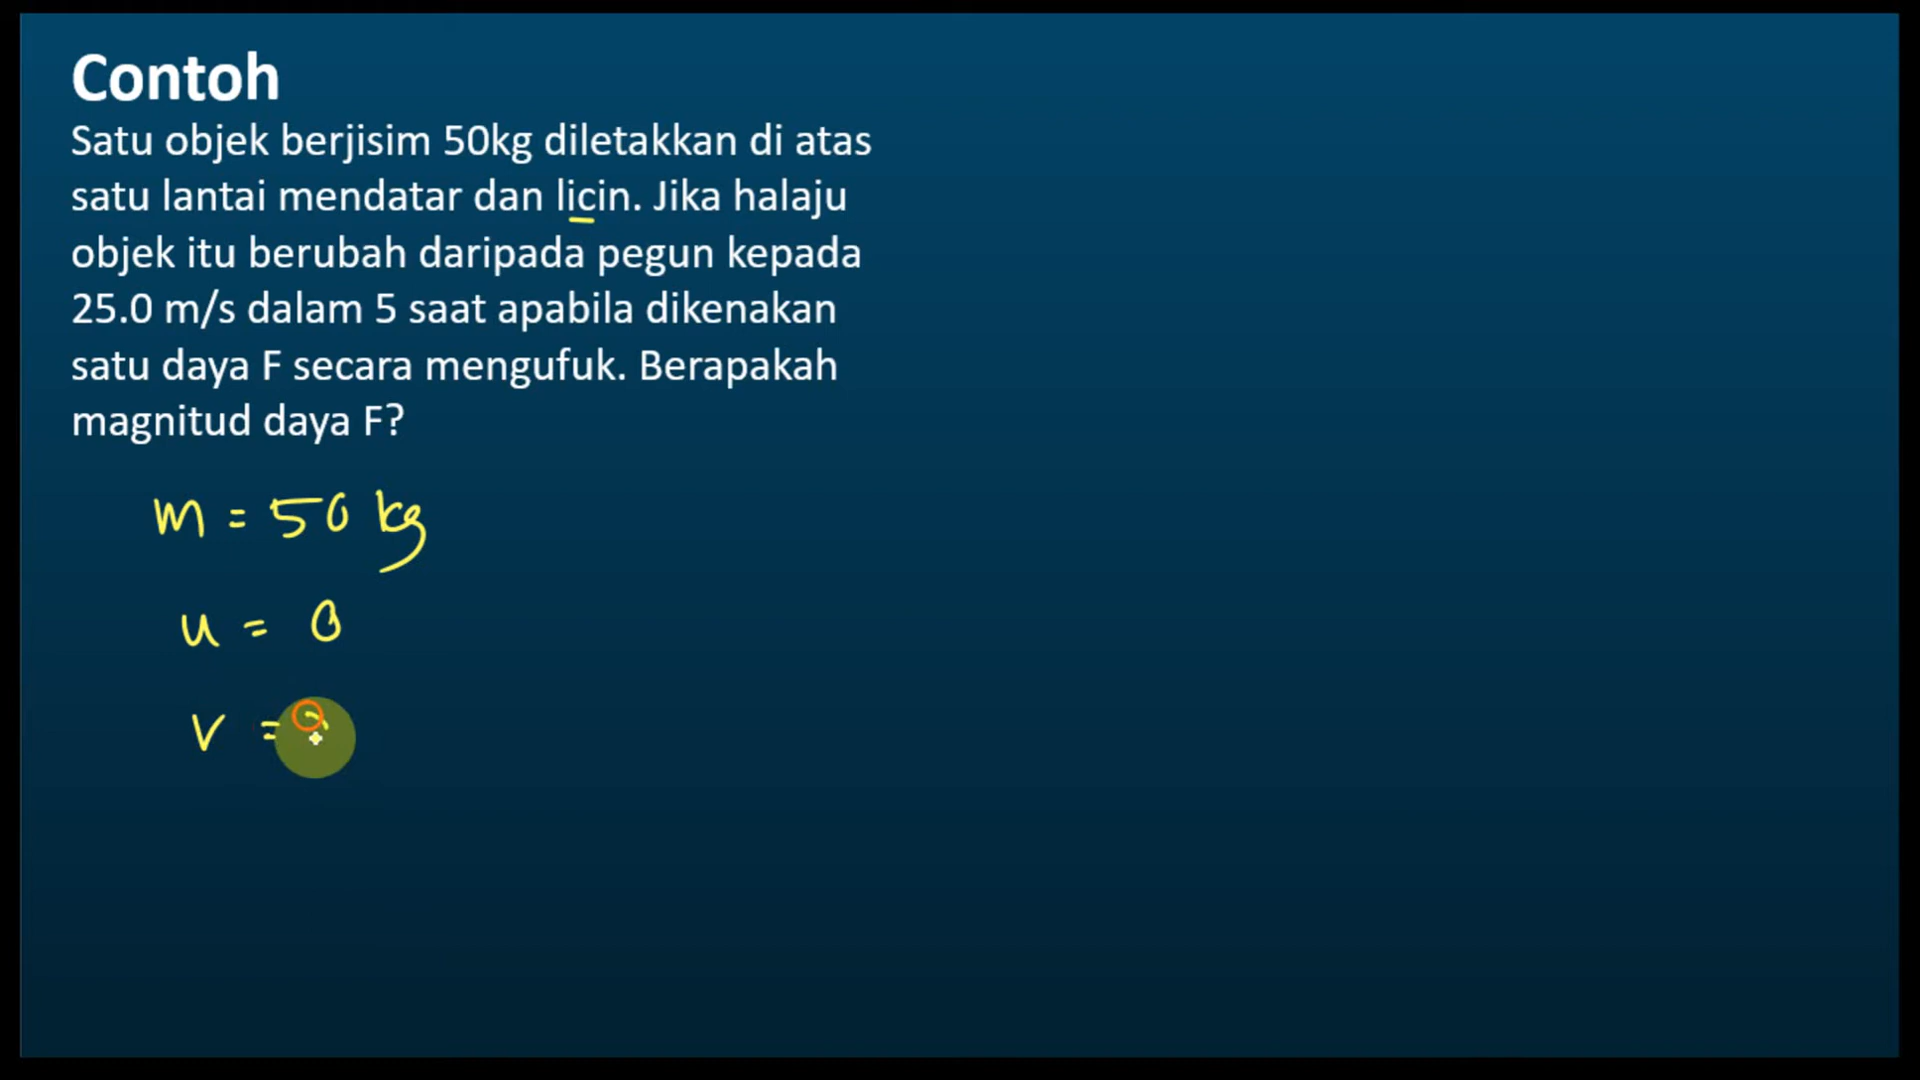 Contoh
Satu objek berjisim 50kg diletakkan di atas
satu lantai mendatar dan licin. Jika halaju
objek itu berubah daripada pegun kepada
25.0 m/s dalam 5 saat apabila dikenakan
satu daya F secara mengufuk. Berapakah
magnitud daya F?
m = 50 kg
u = 0
v =